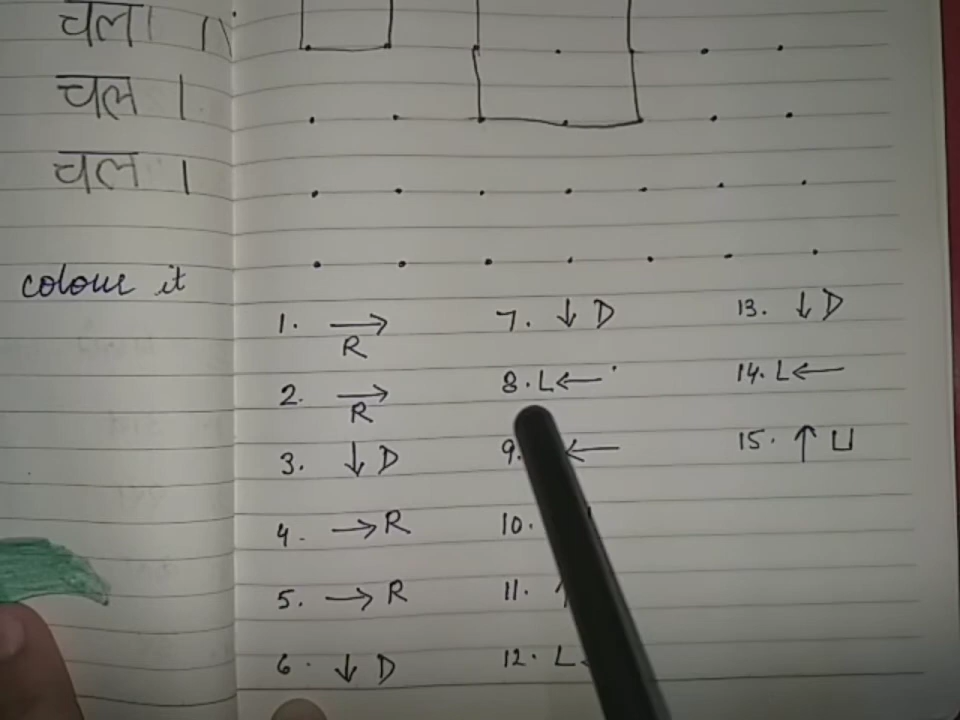 चल। ।
चल ।
चल ।
colour it
1. → R
2. → R
3. ↓ D
4. → R
5. → R
6. ↓ D
7. ↓ D
8. L ←
9. ←
10.
11. ↑
12. L
13. ↓ D
14. L ←
15. ↑ U